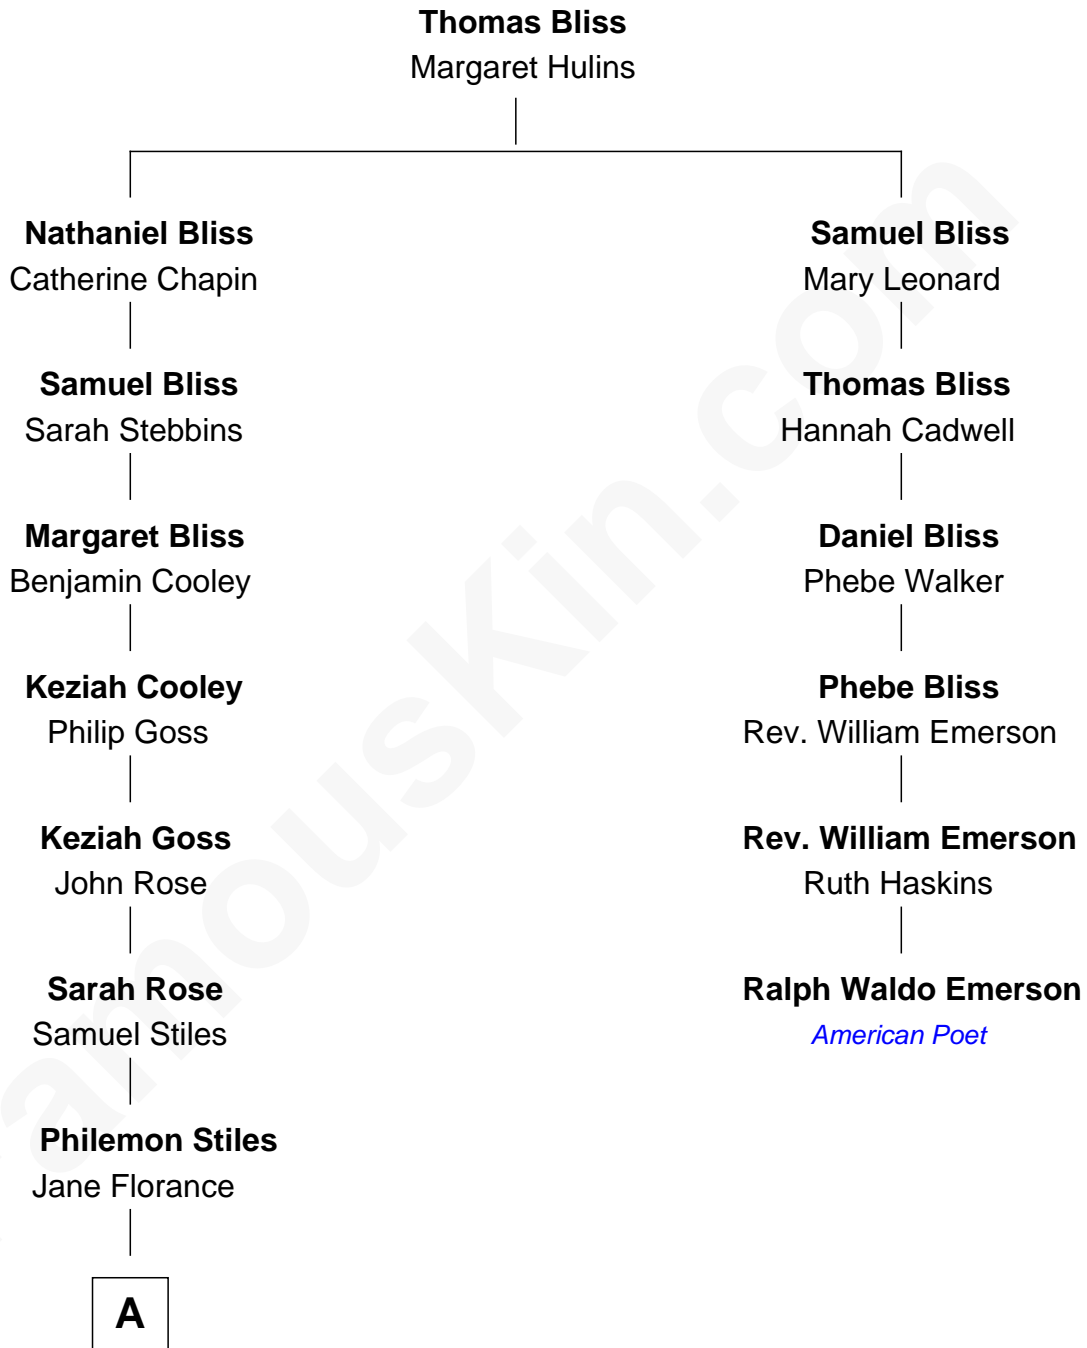 Thomas Bliss
Margaret Hulins
Nathaniel Bliss
Catherine Chapin
Samuel Bliss
Sarah Stebbins
Margaret Bliss
Benjamin Cooley
Keziah Cooley
Philip Goss
Keziah Goss
John Rose
Sarah Rose
Samuel Stiles
Philemon Stiles
Jane Florance
A
Samuel Bliss
Mary Leonard
Thomas Bliss
Hannah Cadwell
Daniel Bliss
Phebe Walker
Phebe Bliss
Rev. William Emerson
Rev. William Emerson
Ruth Haskins
Ralph Waldo Emerson
American Poet
amouskin.com